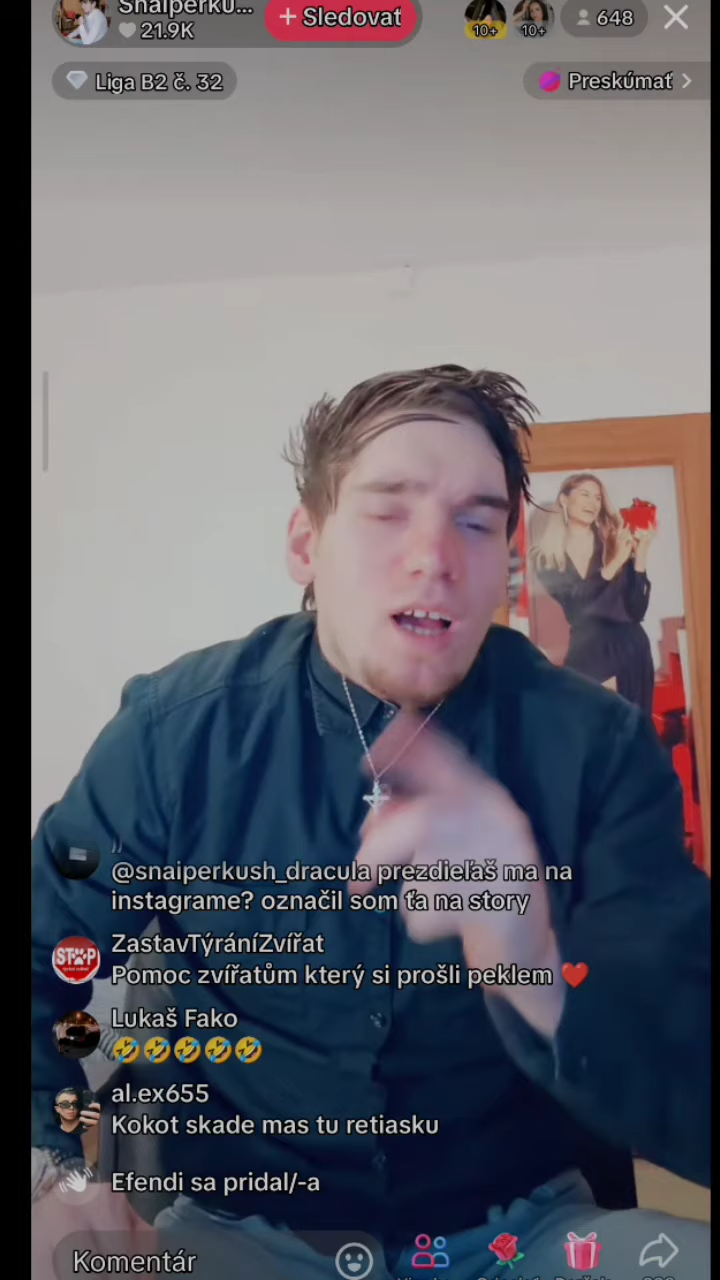 Snaiperku...
21.9K
+ Sledovať
10+
10+
648
Liga B2 č. 32
Preskúmať
@snaiperkush_dracula prezdieľaš ma na
instagrame? označil som ťa na story
ZastavTýráníZvířat
STOP
Pomoc zvířatům který si prošli peklem ❤️
Lukaš Fako
🤣🤣🤣🤣🤣
al.ex655
Kokot skade mas tu retiasku
Efendi sa pridal/-a
Komentár